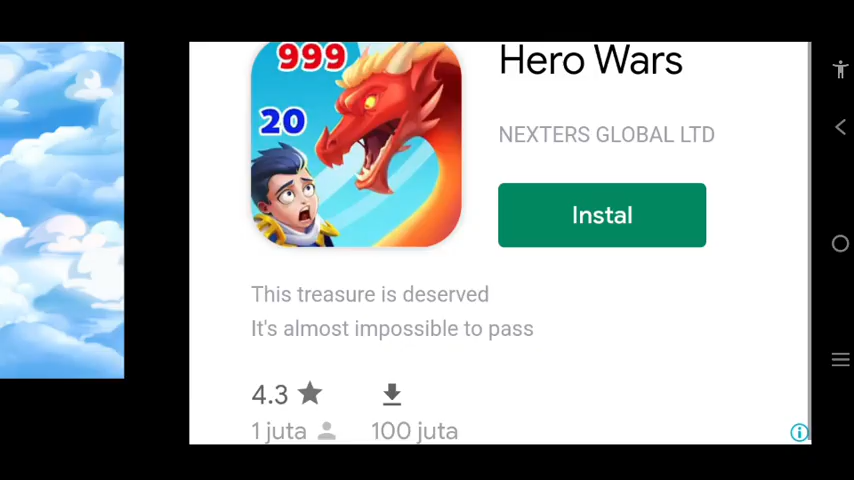 999
20
Hero Wars
NEXTERS GLOBAL LTD
Instal
This treasure is deserved
It's almost impossible to pass
4.3
1 juta 100 juta